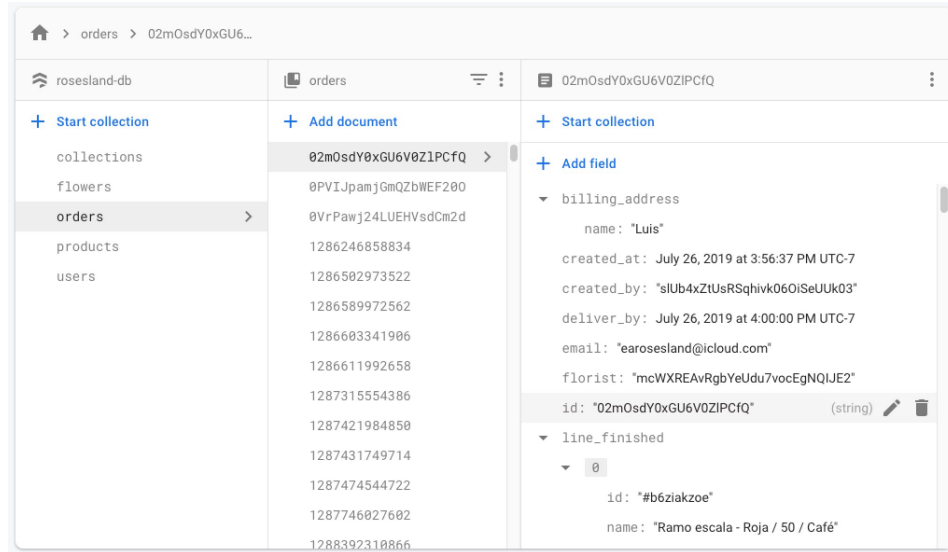 orders > 02mOsdY0xGU6…
rosesland-db
Start collection
collections
flowers
orders
products
users
orders
Add document
02mOsdY0xGU6V0ZlPCfQ
0PVIJpamjGmQZbWEF20O
0VrPawj24LUEHVsdCm2d
1286246858834
1286502973522
1286589972562
1286603341906
1286611992658
1287315554386
1287421984850
1287431749714
1287474544722
1287746027602
1288392310866
02mOsdY0xGU6V0ZlPCfQ
Start collection
Add field
billing_address
name: "Luis"
created_at: July 26, 2019 at 3:56:37 PM UTC-7
created_by: "slUb4xZtUsRSqhivk06OiSeUUk03"
deliver_by: July 26, 2019 at 4:00:00 PM UTC-7
email: "earosesland@icloud.com"
florist: "mcWXREAvRgbYeUdu7vocEgNQIJE2"
id: "02mOsdY0xGU6V0ZlPCfQ" (string)
line_finished
0
id: "#b6ziakzoe"
name: "Ramo escala - Roja / 50 / Café"